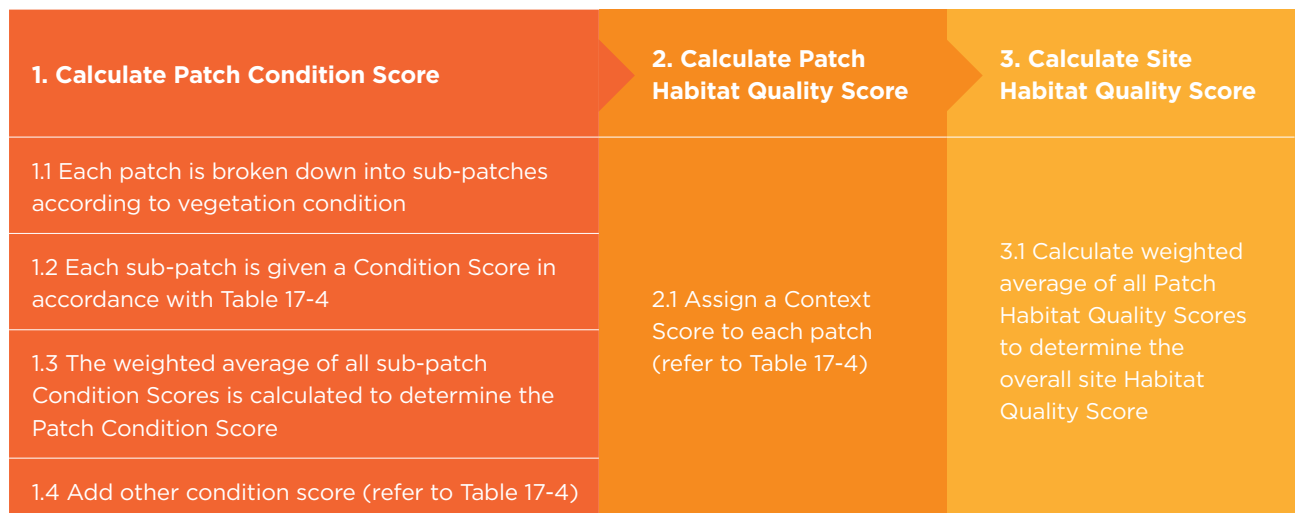 1. Calculate Patch Condition Score
2. Calculate Patch
Habitat Quality Score
3. Calculate Site
Habitat Quality Score
1.1 Each patch is broken down into sub-patches
according to vegetation condition
1.2 Each sub-patch is given a Condition Score in
accordance with Table 17-4
1.3 The weighted average of all sub-patch
Condition Scores is calculated to determine the
Patch Condition Score
1.4 Add other condition score (refer to Table 17-4)
2.1 Assign a Context
Score to each patch
(refer to Table 17-4)
3.1 Calculate weighted
average of all Patch
Habitat Quality Scores
to determine the
overall site Habitat
Quality Score